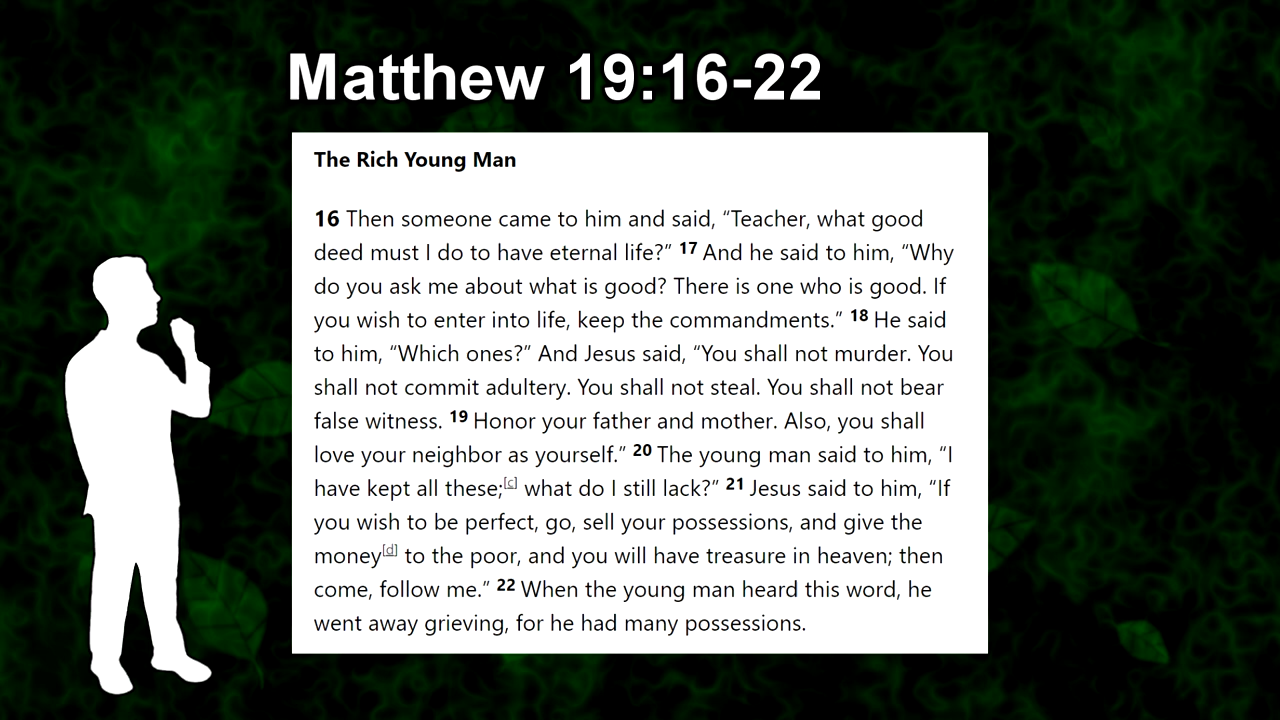 Matthew 19:16-22
The Rich Young Man
16 Then someone came to him and said, “Teacher, what good
deed must I do to have eternal life?” 17 And he said to him, “Why
do you ask me about what is good? There is one who is good. If
you wish to enter into life, keep the commandments.” 18 He said
to him, “Which ones?” And Jesus said, “You shall not murder. You
shall not commit adultery. You shall not steal. You shall not bear
false witness. 19 Honor your father and mother. Also, you shall
love your neighbor as yourself.” 20 The young man said to him, “I
have kept all these;[c] what do I still lack?” 21 Jesus said to him, “If
you wish to be perfect, go, sell your possessions, and give the
money[d] to the poor, and you will have treasure in heaven; then
come, follow me.” 22 When the young man heard this word, he
went away grieving, for he had many possessions.